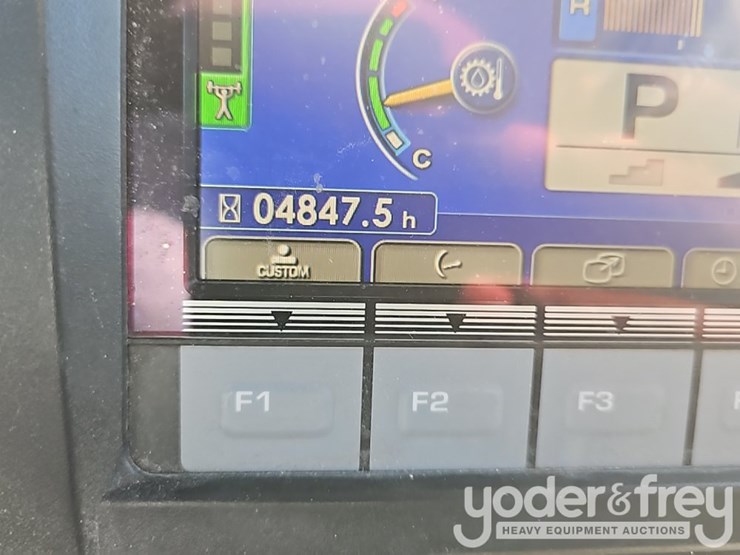 C
P
04847.5 h
CUSTOM
F1 F2 F3
yoder&frey
HEAVY EQUIPMENT AUCTIONS